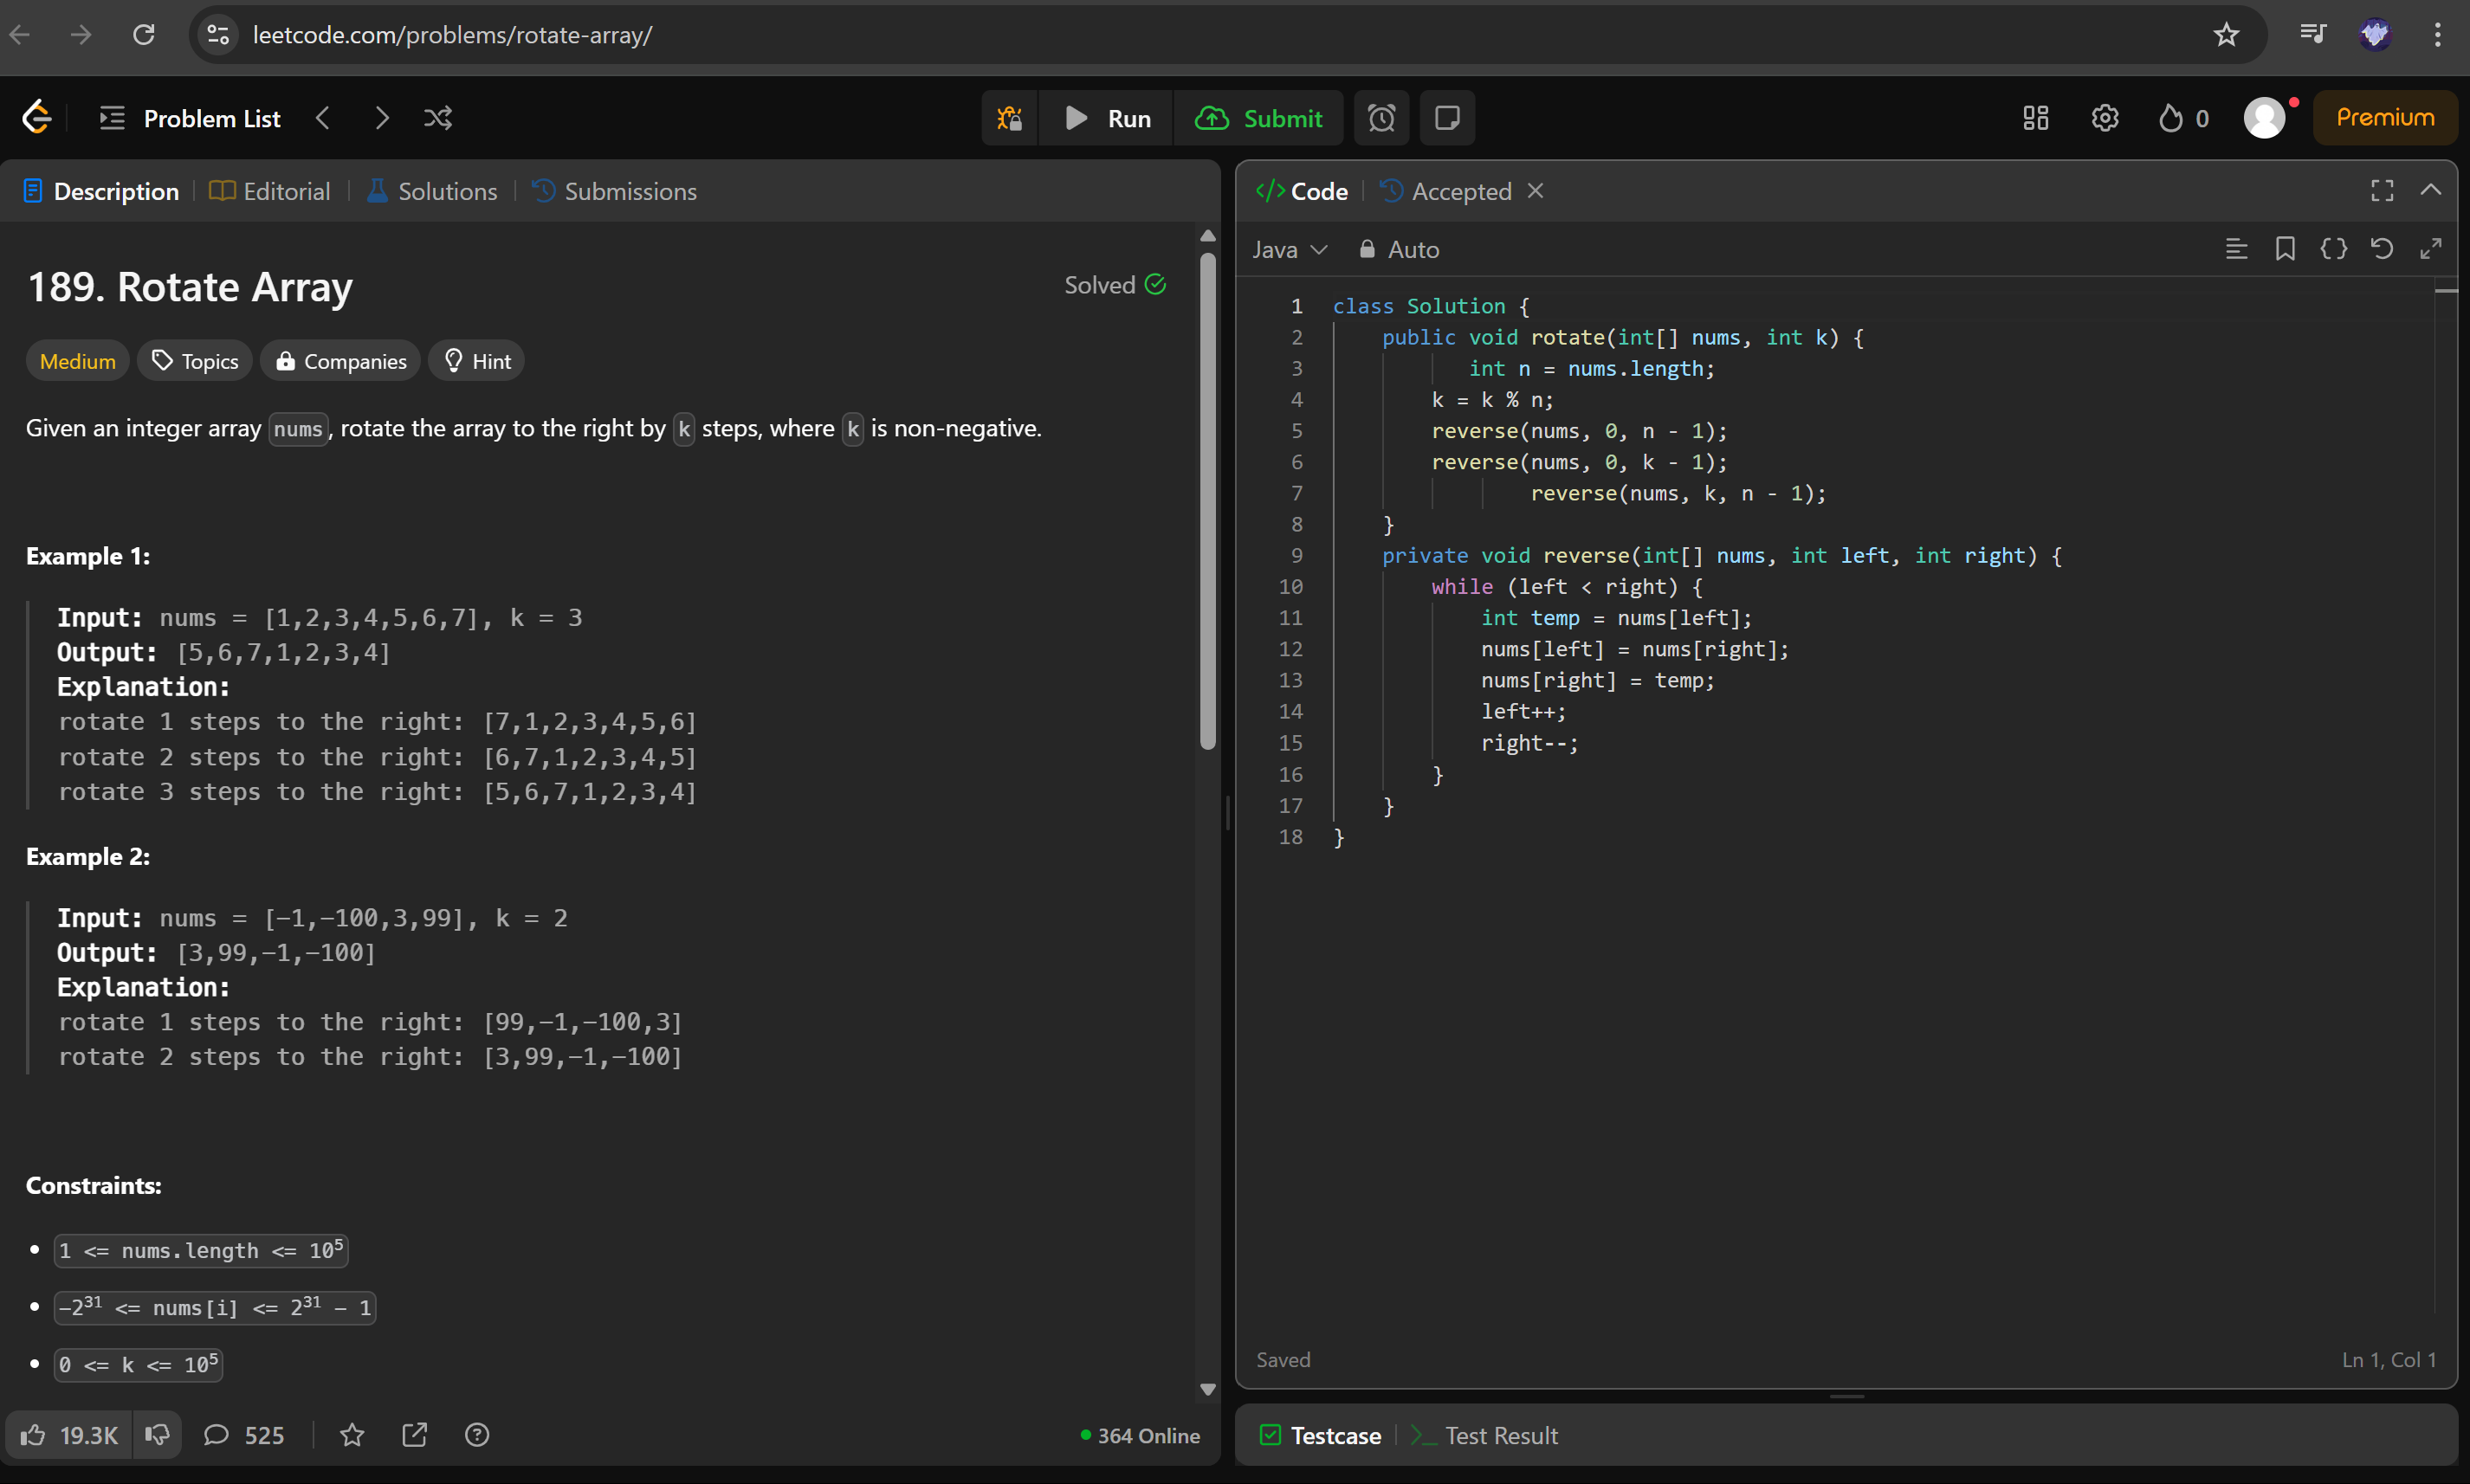 leetcode.com/problems/rotate-array/
Problem List
Run
Submit
0
Premium
Description
Editorial
Solutions
Submissions
189. Rotate Array
Solved
Medium
Topics
Companies
Hint
Given an integer array nums, rotate the array to the right by k steps, where k is non-negative.
Example 1:
Input: nums = [1,2,3,4,5,6,7], k = 3
Output: [5,6,7,1,2,3,4]
Explanation:
rotate 1 steps to the right: [7,1,2,3,4,5,6]
rotate 2 steps to the right: [6,7,1,2,3,4,5]
rotate 3 steps to the right: [5,6,7,1,2,3,4]
Example 2:
Input: nums = [-1,-100,3,99], k = 2
Output: [3,99,-1,-100]
Explanation:
rotate 1 steps to the right: [99,-1,-100,3]
rotate 2 steps to the right: [3,99,-1,-100]
Constraints:
• 1 <= nums.length <= 10⁵
• -2³¹ <= nums[i] <= 2³¹ - 1
• 0 <= k <= 10⁵
19.3K
525
364 Online
</> Code
Accepted
Java
Auto
1 class Solution {
2     public void rotate(int[] nums, int k) {
3            int n = nums.length;
4         k = k % n;
5         reverse(nums, 0, n - 1);
6         reverse(nums, 0, k - 1);
7                 reverse(nums, k, n - 1);
8     }
9     private void reverse(int[] nums, int left, int right) {
10         while (left < right) {
11             int temp = nums[left];
12             nums[left] = nums[right];
13             nums[right] = temp;
14             left++;
15             right--;
16         }
17     }
18 }
Saved
Ln 1, Col 1
Testcase
Test Result